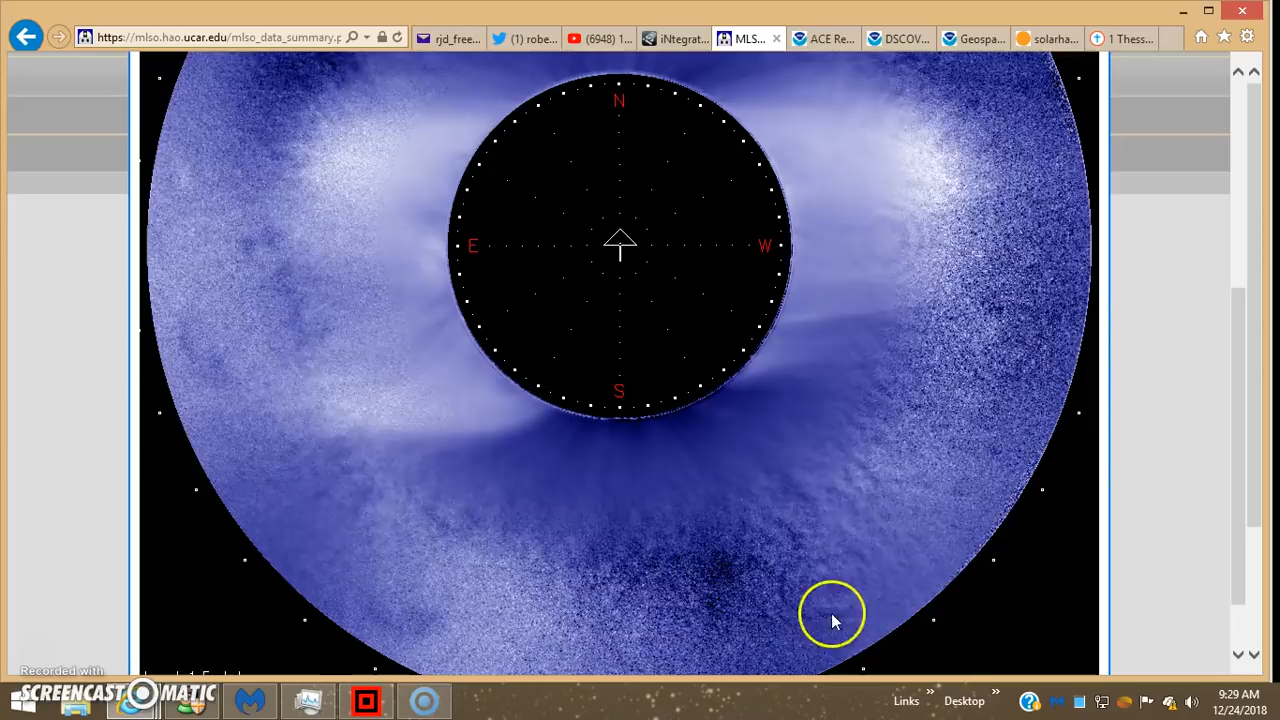 https://mlso.hao.ucar.edu/mlso_data_summary.p
rjd_free...
(1) robe...
(6948) 1...
iNtegrat...
MLS...
ACE Re...
DSCOV...
Geospa...
solarha...
1 Thess...
N
E
W
S
Recorded with
SCREENCAST-O-MATIC
Links
»
Desktop
»
9:29 AM
12/24/2018